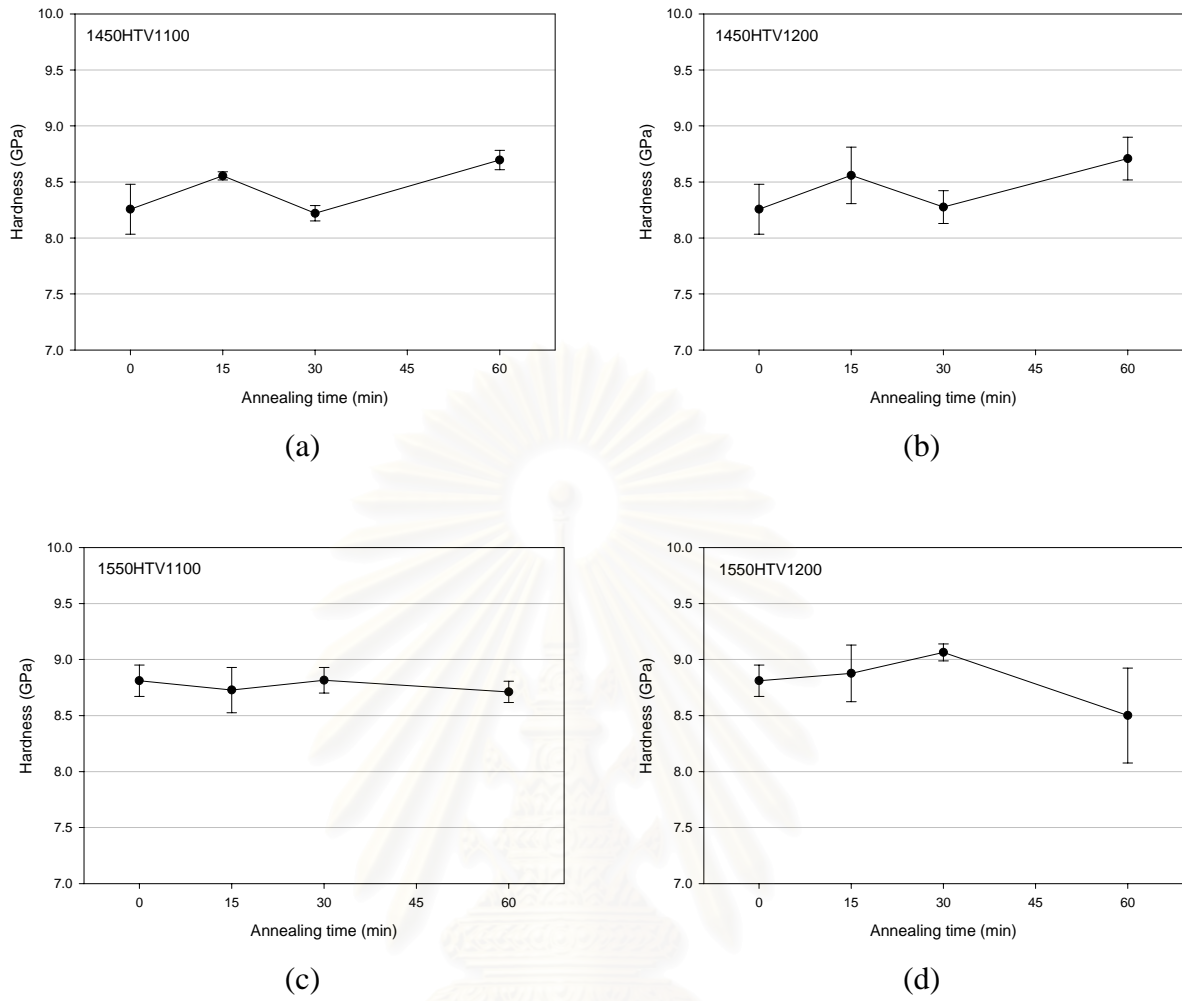 1450HTV1100
10.0
9.5
9.0
8.5
8.0
7.5
7.0
Hardness (GPa)
0 15 30 45 60
Annealing time (min)
(a)
1450HTV1200
10.0
9.5
9.0
8.5
8.0
7.5
7.0
Hardness (GPa)
0 15 30 45 60
Annealing time (min)
(b)
1550HTV1100
10.0
9.5
9.0
8.5
8.0
7.5
7.0
Hardness (GPa)
0 15 30 45 60
Annealing time (min)
(c)
1550HTV1200
10.0
9.5
9.0
8.5
8.0
7.5
7.0
Hardness (GPa)
0 15 30 45 60
Annealing time (min)
(d)